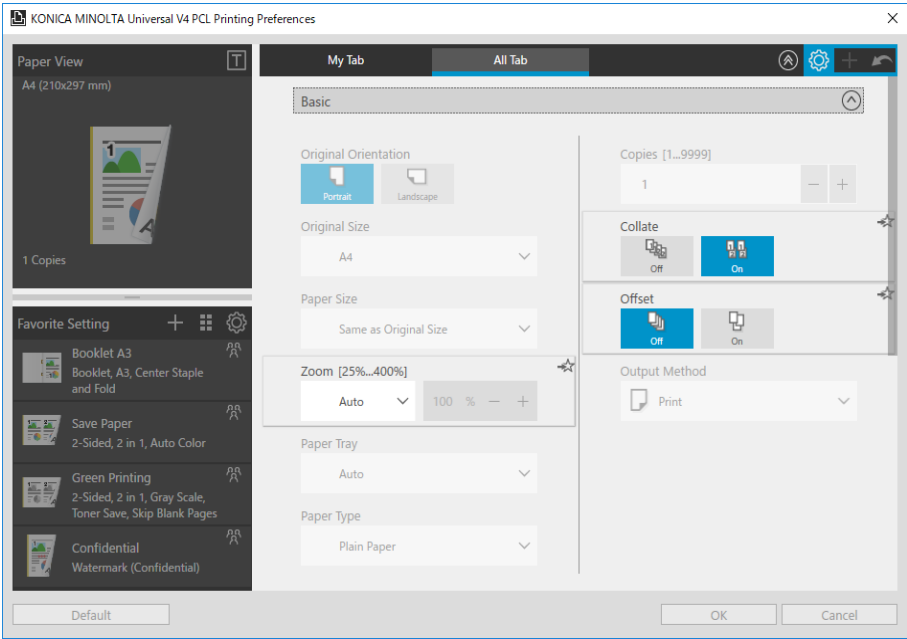 KONICA MINOLTA Universal V4 PCL Printing Preferences
Paper View
T
A4 (210x297 mm)
1
A
1 Copies
Favorite Setting
Booklet A3
Booklet, A3, Center Staple
and Fold
Save Paper
2-Sided, 2 in 1, Auto Color
Green Printing
2-Sided, 2 in 1, Gray Scale,
Toner Save, Skip Blank Pages
Confidential
Watermark (Confidential)
My Tab
All Tab
Basic
Original Orientation
Portrait
Landscape
Original Size
A4
Paper Size
Same as Original Size
Zoom [25%...400%]
Auto
100 %
Paper Tray
Auto
Paper Type
Plain Paper
Copies [1...9999]
1
Collate
Off
On
Offset
Off
On
Output Method
Print
Default
OK
Cancel